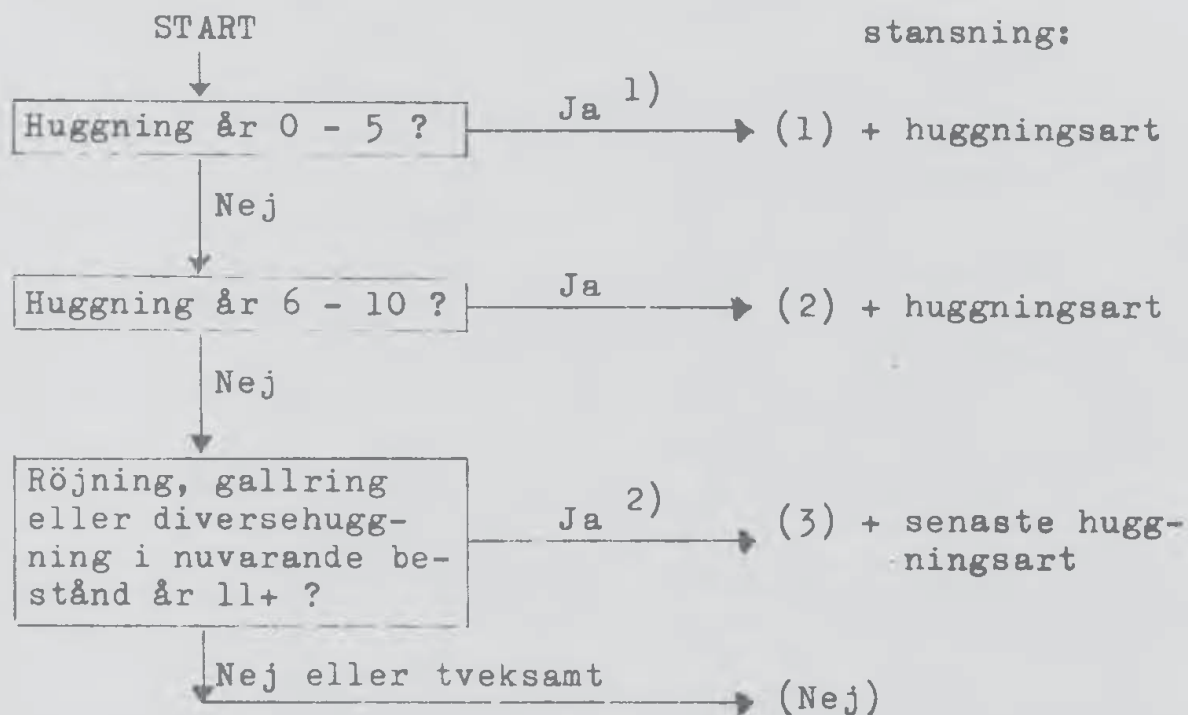 START
stansning:
Huggning år 0 - 5 ?
Ja 1)
(1) + huggningsart
Nej
Huggning år 6 - 10 ?
Ja
(2) + huggningsart
Nej
Röjning, gallring
eller diversehugg-
ning i nuvarande be-
stånd år 11+ ?
Ja 2)
(3) + senaste hugg-
ningsart
Nej eller tveksamt
(Nej)